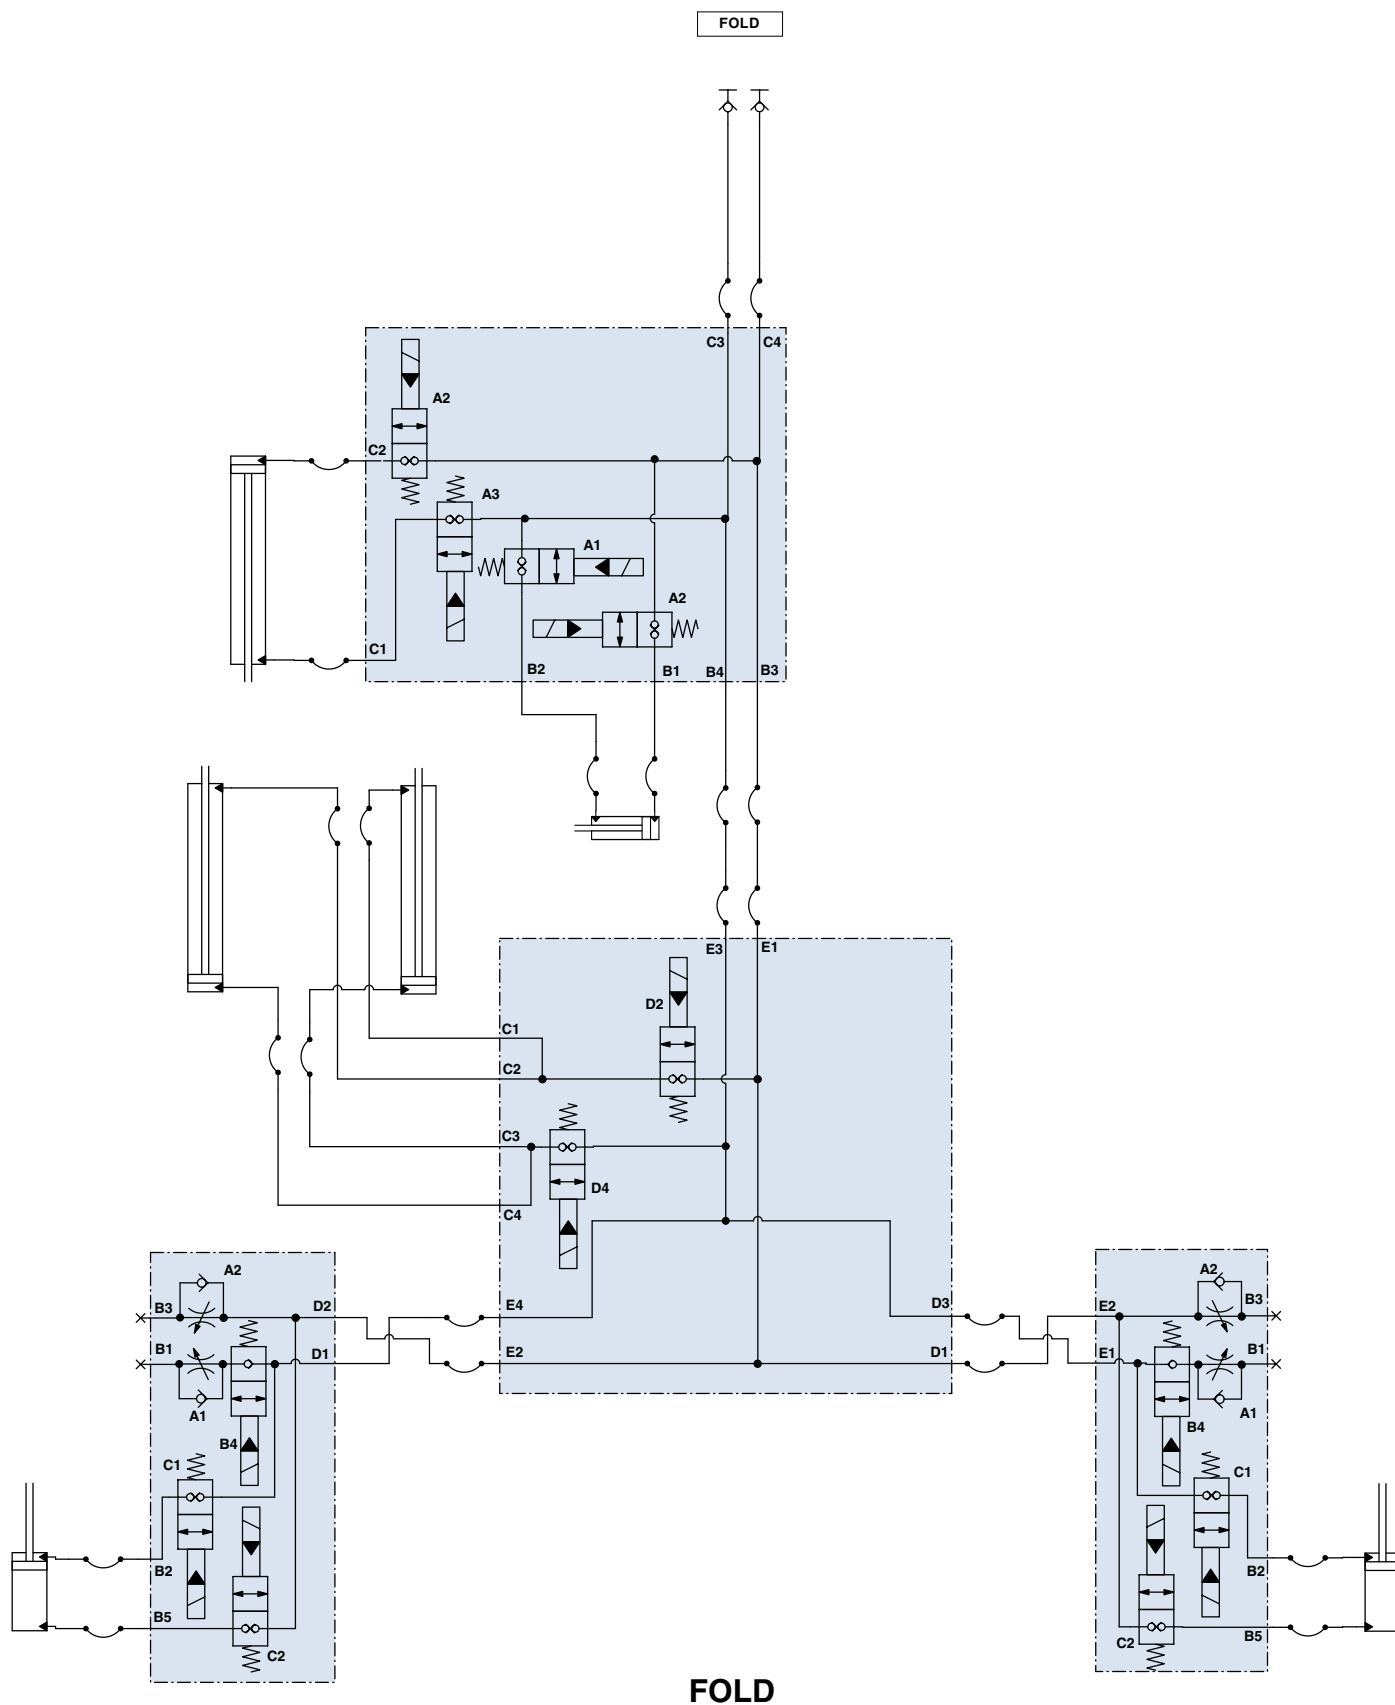 FOLD
C3 C4
A2
C2
A3
A1
A2
C1
B2 B1 B4 B3
E3 E1
D2
C1
C2
C3
D4
C4
A2
A2
B3 D2 E4 D3 E2 B3
B1 D1 E2 D1 E1 B1
A1 A1
B4 B4
C1 C1
B2 B2
B5 B5
C2 C2
FOLD